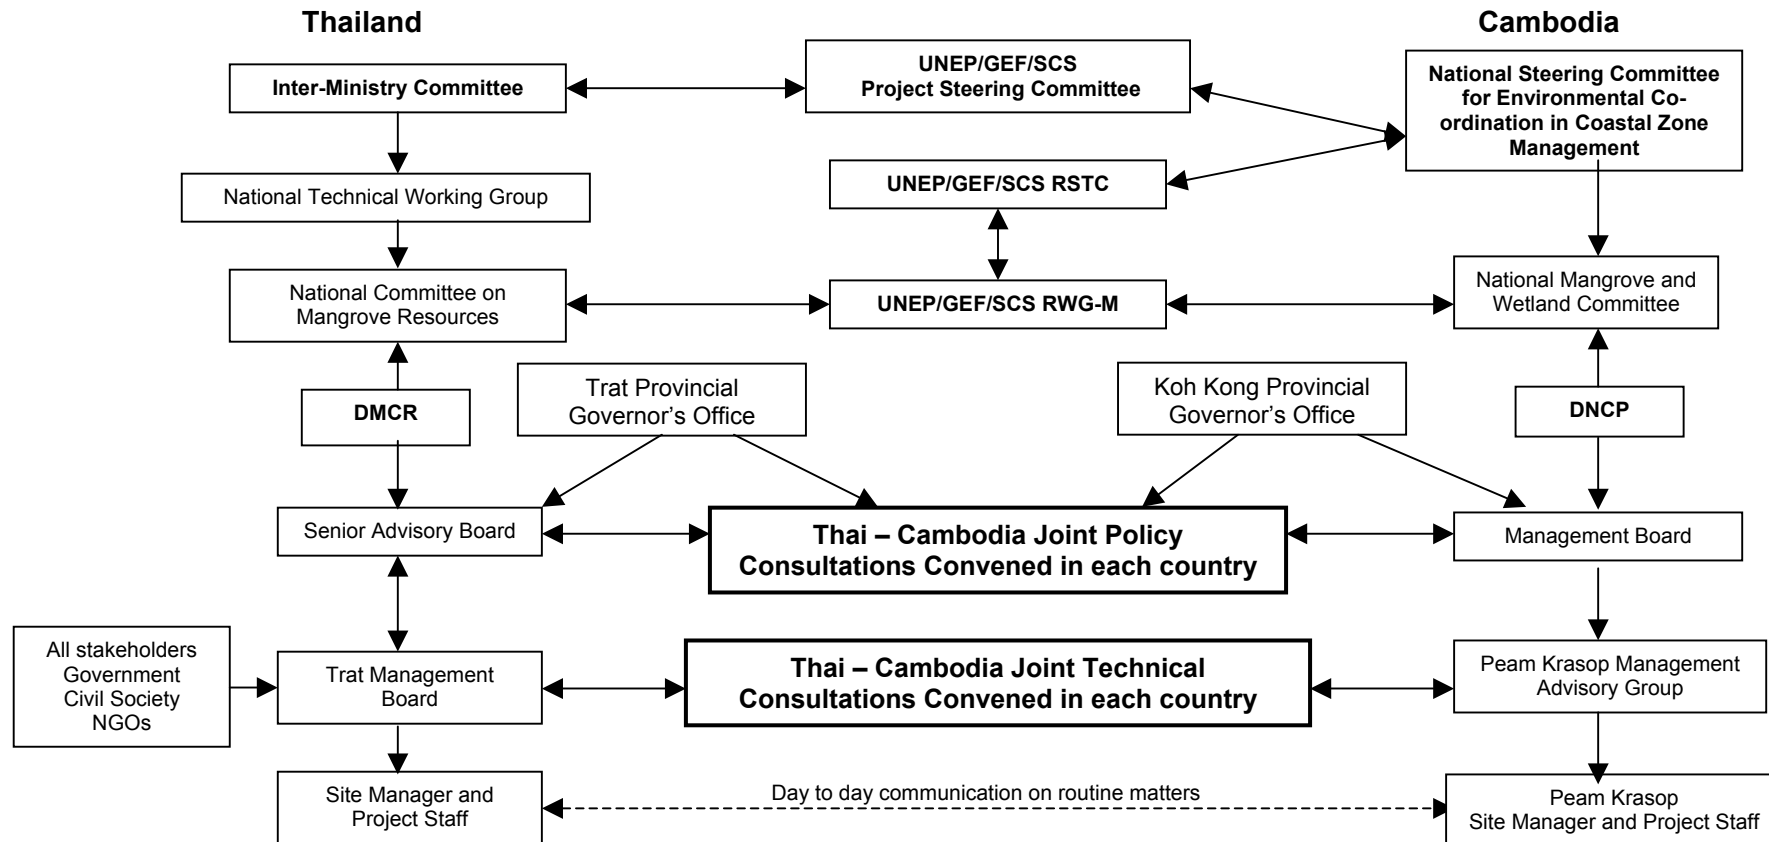 Thailand
Cambodia
Inter-Ministry Committee
UNEP/GEF/SCS
Project Steering Committee
National Steering Committee
for Environmental Co-
ordination in Coastal Zone
Management
National Technical Working Group
UNEP/GEF/SCS RSTC
National Committee on
Mangrove Resources
UNEP/GEF/SCS RWG-M
National Mangrove and
Wetland Committee
DMCR
Trat Provincial
Governor’s Office
Koh Kong Provincial
Governor’s Office
DNCP
Senior Advisory Board
Thai – Cambodia Joint Policy
Consultations Convened in each country
Management Board
All stakeholders
Government
Civil Society
NGOs
Trat Management
Board
Thai – Cambodia Joint Technical
Consultations Convened in each country
Peam Krasop Management
Advisory Group
Site Manager and
Project Staff
Day to day communication on routine matters
Peam Krasop
Site Manager and Project Staff